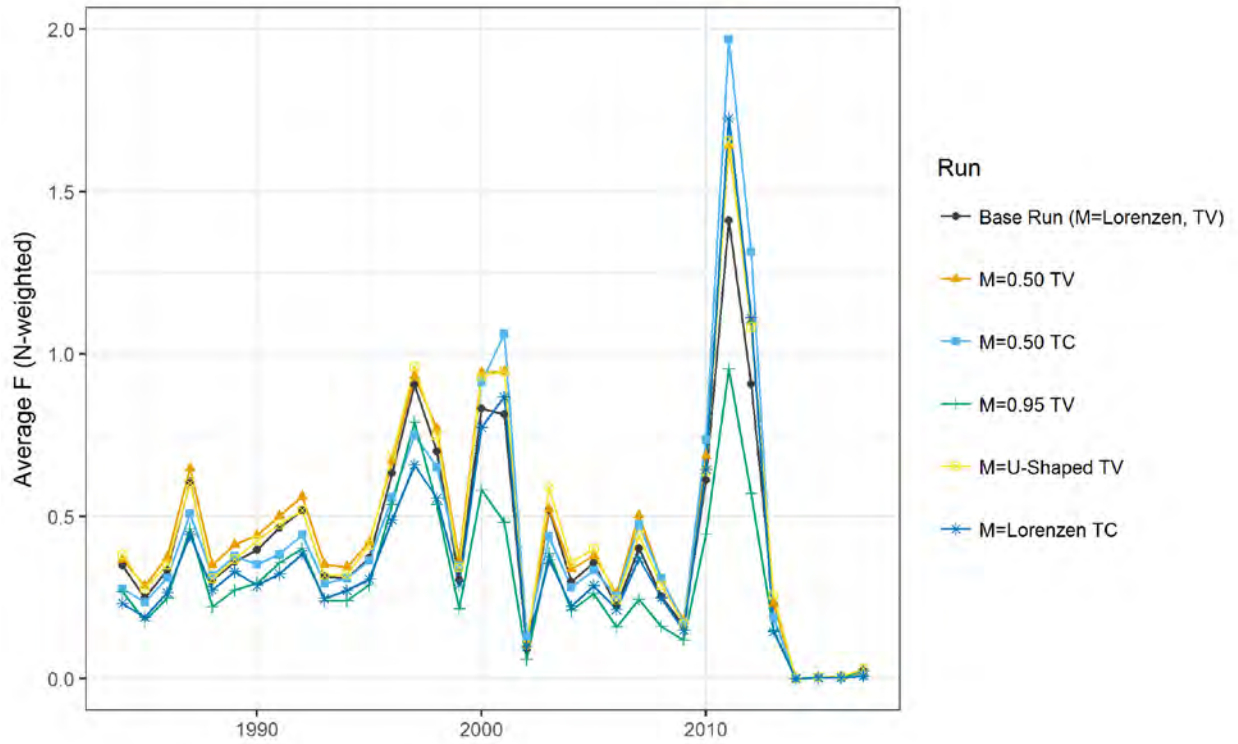 2.0
1.5
1.0
0.5
0.0
Average F (N-weighted)
1990
2000
2010
Run
Base Run (M=Lorenzen, TV)
M=0.50 TV
M=0.50 TC
M=0.95 TV
M=U-Shaped TV
M=Lorenzen TC